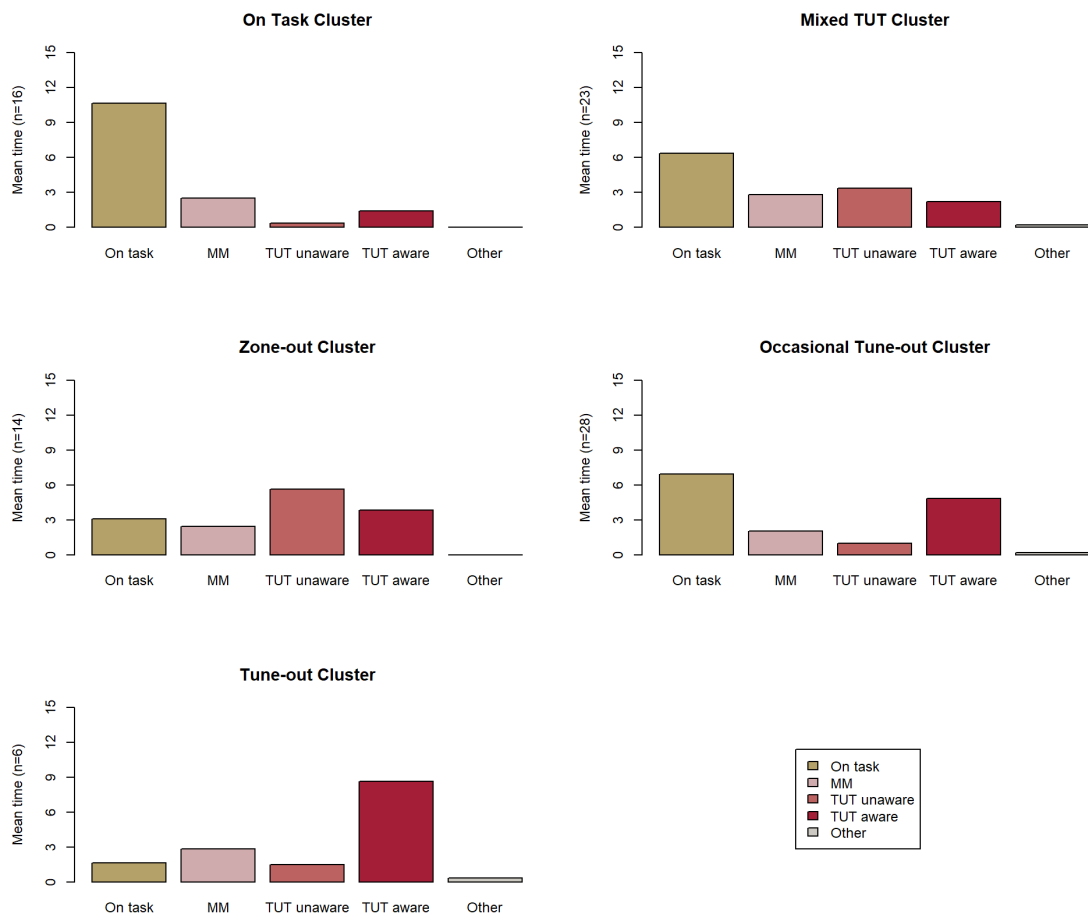 On Task Cluster
Mean time (n=16)
15
12
9
6
3
0
On task MM TUT unaware TUT aware Other
Mixed TUT Cluster
Mean time (n=23)
15
12
9
6
3
0
On task MM TUT unaware TUT aware Other
Zone-out Cluster
Mean time (n=14)
15
12
9
6
3
0
On task MM TUT unaware TUT aware Other
Occasional Tune-out Cluster
Mean time (n=28)
15
12
9
6
3
0
On task MM TUT unaware TUT aware Other
Tune-out Cluster
Mean time (n=6)
15
12
9
6
3
0
On task MM TUT unaware TUT aware Other
On task
MM
TUT unaware
TUT aware
Other